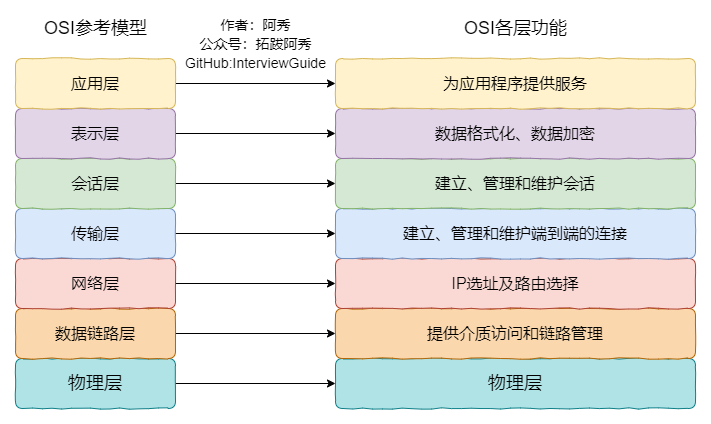 OSI参考模型
作者：阿秀
公众号：拓跋阿秀
GitHub:InterviewGuide
OSI各层功能
应用层
为应用程序提供服务
表示层
数据格式化、数据加密
会话层
建立、管理和维护会话
传输层
建立、管理和维护端到端的连接
网络层
IP选址及路由选择
数据链路层
提供介质访问和链路管理
物理层
物理层